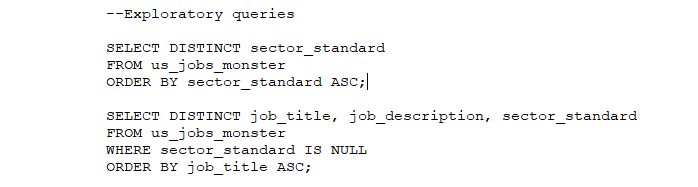 --Exploratory queries
SELECT DISTINCT sector_standard
FROM us_jobs_monster
ORDER BY sector_standard ASC;
SELECT DISTINCT job_title, job_description, sector_standard
FROM us_jobs_monster
WHERE sector_standard IS NULL
ORDER BY job_title ASC;